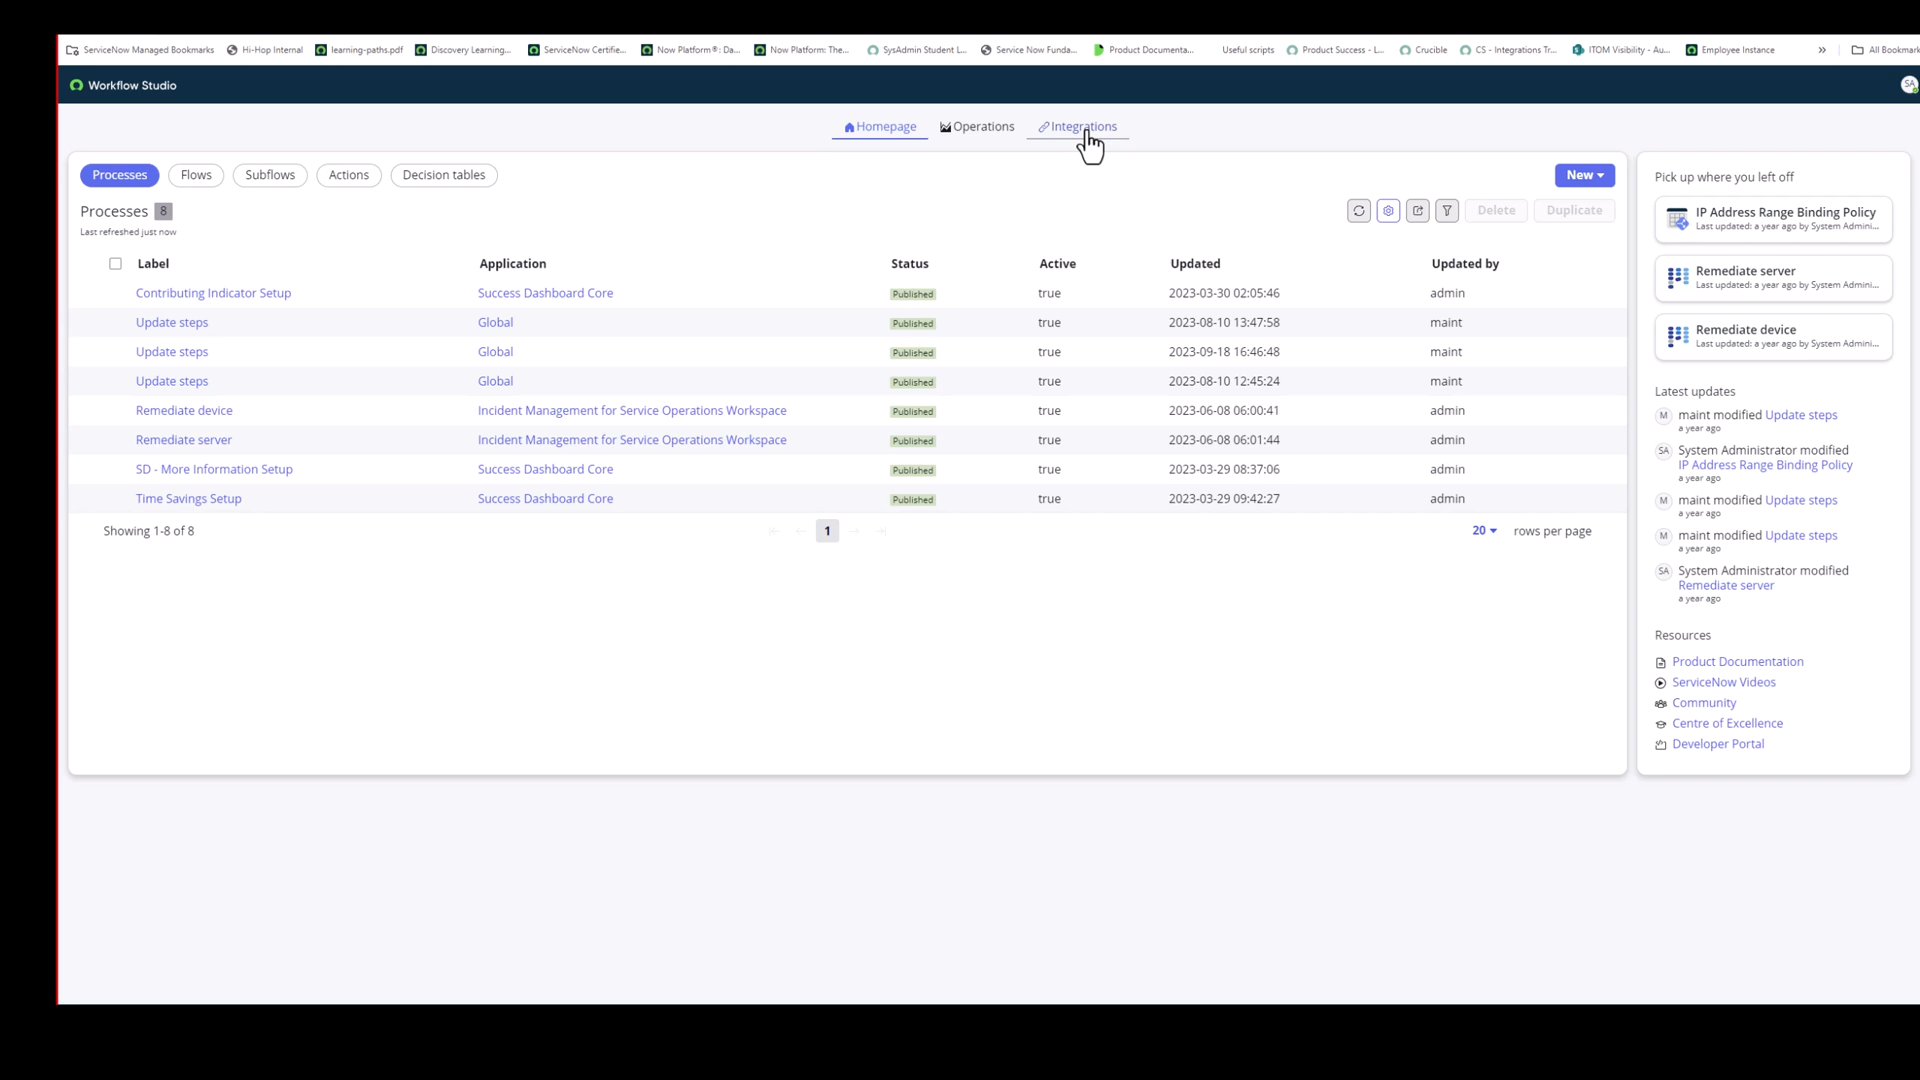 ServiceNow Managed Bookmarks Hi-Hop Internal learning-paths.pdf Discovery Learning... ServiceNow Certifie... Now Platform®: Da... Now Platform: The... SysAdmin Student L... Service Now Funda... Product Documenta... Useful scripts Product Success - L... Crucible CS - Integrations Tr... ITOM Visibility - Au... Employee Instance » All Bookmark
Workflow Studio SA
Homepage Operations Integrations
Processes Flows Subflows Actions Decision tables New
Processes 8 Delete Duplicate
Last refreshed just now
Label Application Status Active Updated Updated by
Contributing Indicator Setup Success Dashboard Core Published true 2023-03-30 02:05:46 admin
Update steps Global Published true 2023-08-10 13:47:58 maint
Update steps Global Published true 2023-09-18 16:46:48 maint
Update steps Global Published true 2023-08-10 12:45:24 maint
Remediate device Incident Management for Service Operations Workspace Published true 2023-06-08 06:00:41 admin
Remediate server Incident Management for Service Operations Workspace Published true 2023-06-08 06:01:44 admin
SD - More Information Setup Success Dashboard Core Published true 2023-03-29 08:37:06 admin
Time Savings Setup Success Dashboard Core Published true 2023-03-29 09:42:27 admin
Showing 1-8 of 8 1 20 rows per page
Pick up where you left off
IP Address Range Binding Policy
Last updated: a year ago by System Admini...
Remediate server
Last updated: a year ago by System Admini...
Remediate device
Last updated: a year ago by System Admini...
Latest updates
M maint modified Update steps
a year ago
SA System Administrator modified
IP Address Range Binding Policy
a year ago
M maint modified Update steps
a year ago
M maint modified Update steps
a year ago
SA System Administrator modified
Remediate server
a year ago
Resources
Product Documentation
ServiceNow Videos
Community
Centre of Excellence
Developer Portal